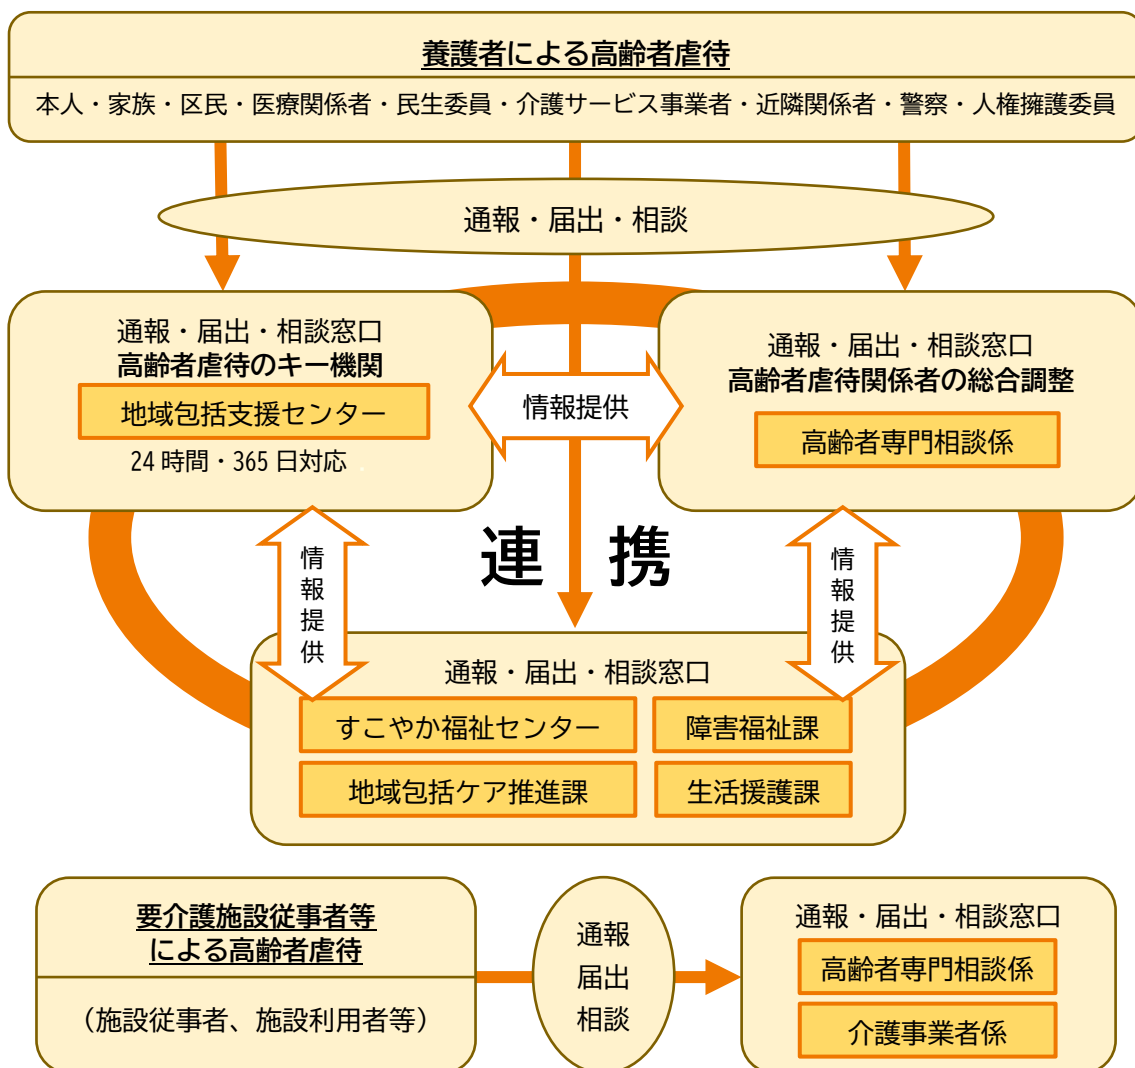 養護者による高齢者虐待
本人・家族・区民・医療関係者・民生委員・介護サービス事業者・近隣関係者・警察・人権擁護委員
通報・届出・相談
通報・届出・相談窓口
高齢者虐待のキー機関
地域包括支援センター
24時間・365日対応
情報提供
通報・届出・相談窓口
高齢者虐待関係者の総合調整
高齢者専門相談係
連携
情報提供
情報提供
通報・届出・相談窓口
すこやか福祉センター
障害福祉課
地域包括ケア推進課
生活援護課
要介護施設従事者等
による高齢者虐待
（施設従事者、施設利用者等）
通報
届出
相談
通報・届出・相談窓口
高齢者専門相談係
介護事業者係